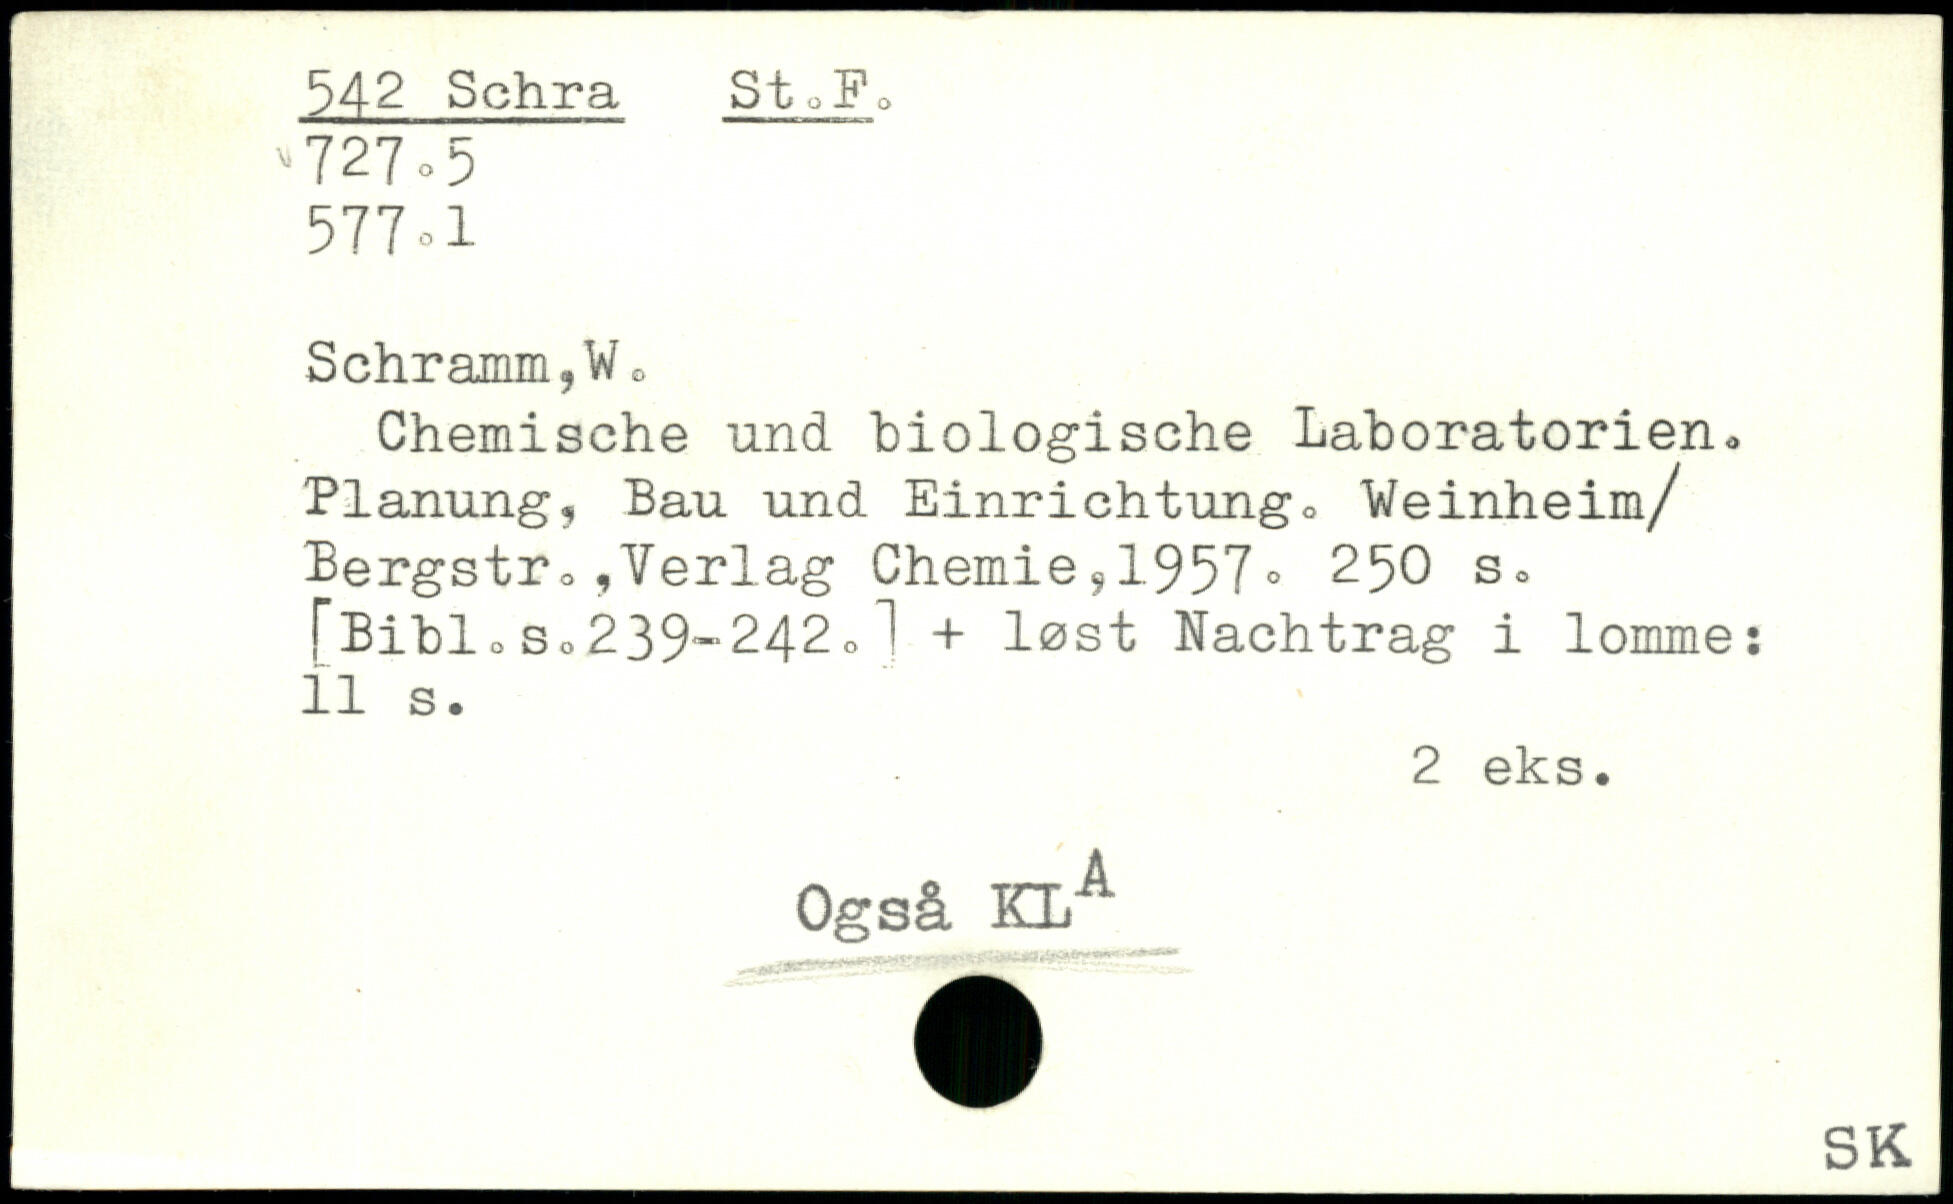 542 Schra St.F.
727.5
577.1
Schramm,W.
Chemische und biologische Laboratorien.
Planung, Bau und Einrichtung. Weinheim/
Bergstr.,Verlag Chemie,1957. 250 s.
[Bibl.s.239-242.] + løst Nachtrag i lomme:
11 s.
2 eks.
Også KL^A
SK